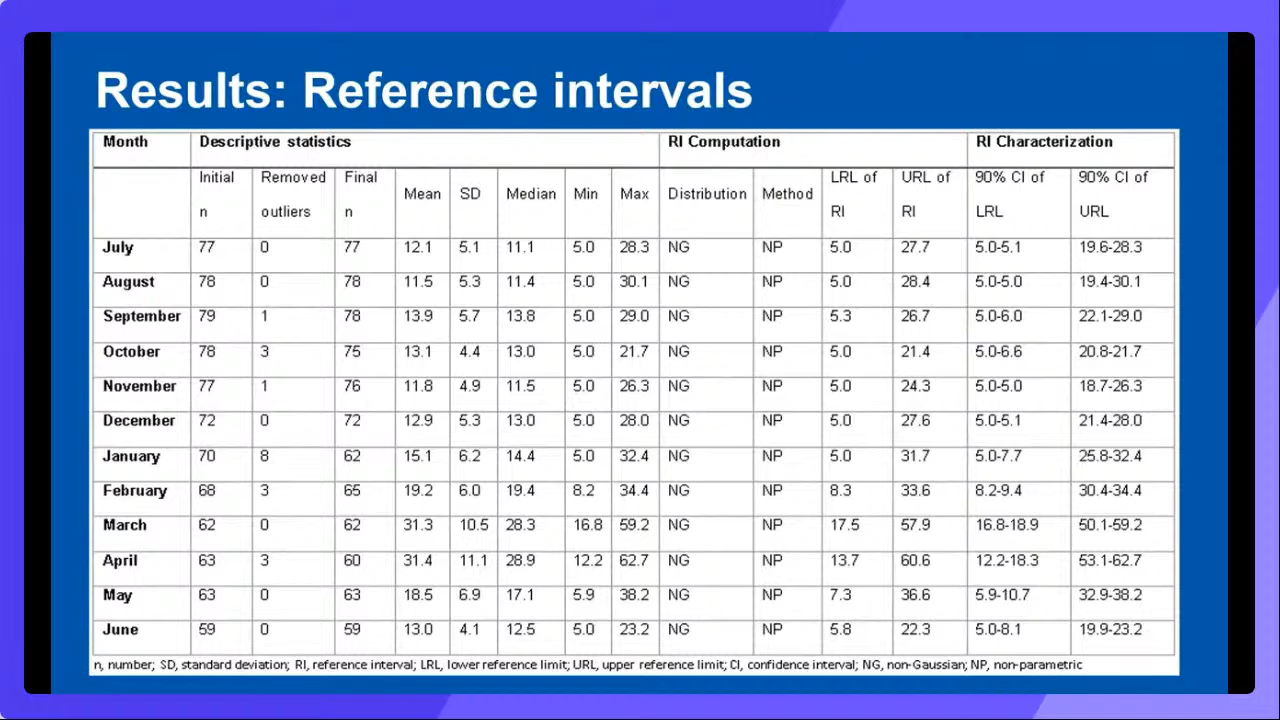 Results: Reference intervals
Month Descriptive statistics RI Computation RI Characterization
Initial n Removed outliers Final n Mean SD Median Min Max Distribution Method LRL of RI URL of RI 90% CI of LRL 90% CI of URL
July 77 0 77 12.1 5.1 11.1 5.0 28.3 NG NP 5.0 27.7 5.0-5.1 19.6-28.3
August 78 0 78 11.5 5.3 11.4 5.0 30.1 NG NP 5.0 28.4 5.0-5.0 19.4-30.1
September 79 1 78 13.9 5.7 13.8 5.0 29.0 NG NP 5.3 26.7 5.0-6.0 22.1-29.0
October 78 3 75 13.1 4.4 13.0 5.0 21.7 NG NP 5.0 21.4 5.0-6.6 20.8-21.7
November 77 1 76 11.8 4.9 11.5 5.0 26.3 NG NP 5.0 24.3 5.0-5.0 18.7-26.3
December 72 0 72 12.9 5.3 13.0 5.0 28.0 NG NP 5.0 27.6 5.0-5.1 21.4-28.0
January 70 8 62 15.1 6.2 14.4 5.0 32.4 NG NP 5.0 31.7 5.0-7.7 25.8-32.4
February 68 3 65 19.2 6.0 19.4 8.2 34.4 NG NP 8.3 33.6 8.2-9.4 30.4-34.4
March 62 0 62 31.3 10.5 28.3 16.8 59.2 NG NP 17.5 57.9 16.8-18.9 50.1-59.2
April 63 3 60 31.4 11.1 28.9 12.2 62.7 NG NP 13.7 60.6 12.2-18.3 53.1-62.7
May 63 0 63 18.5 6.9 17.1 5.9 38.2 NG NP 7.3 36.6 5.9-10.7 32.9-38.2
June 59 0 59 13.0 4.1 12.5 5.0 23.2 NG NP 5.8 22.3 5.0-8.1 19.9-23.2
n, number; SD, standard deviation; RI, reference interval; LRL, lower reference limit; URL, upper reference limit; CI, confidence interval; NG, non-Gaussian; NP, non-parametric